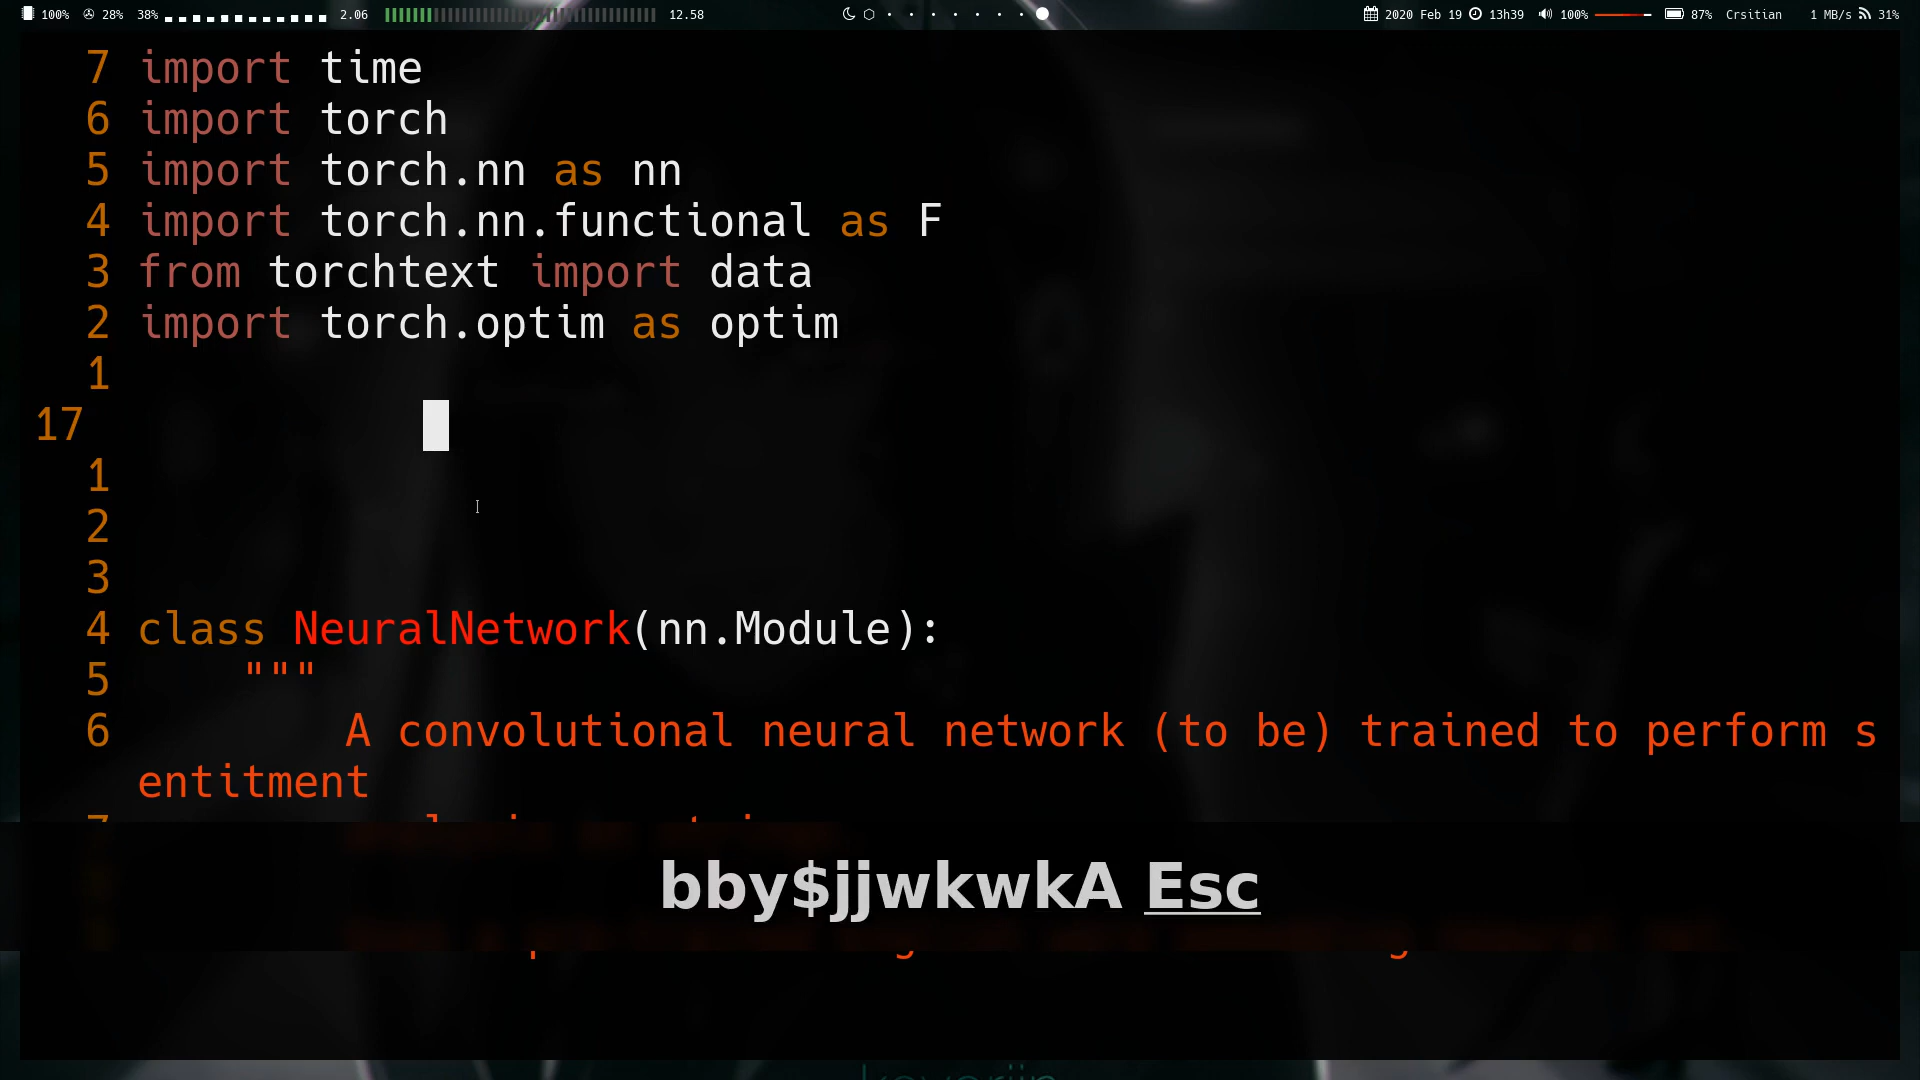 100% 28% 38% 2.06 12.58 2020 Feb 19 13h39 100% 87% Crsitian 1 MB/s 31%
7 import time
6 import torch
5 import torch.nn as nn
4 import torch.nn.functional as F
3 from torchtext import data
2 import torch.optim as optim
1
17
1
2
3
4 class NeuralNetwork(nn.Module):
5 """
6 A convolutional neural network (to be) trained to perform s
entitment
7
bby$jjwkwkA Esc